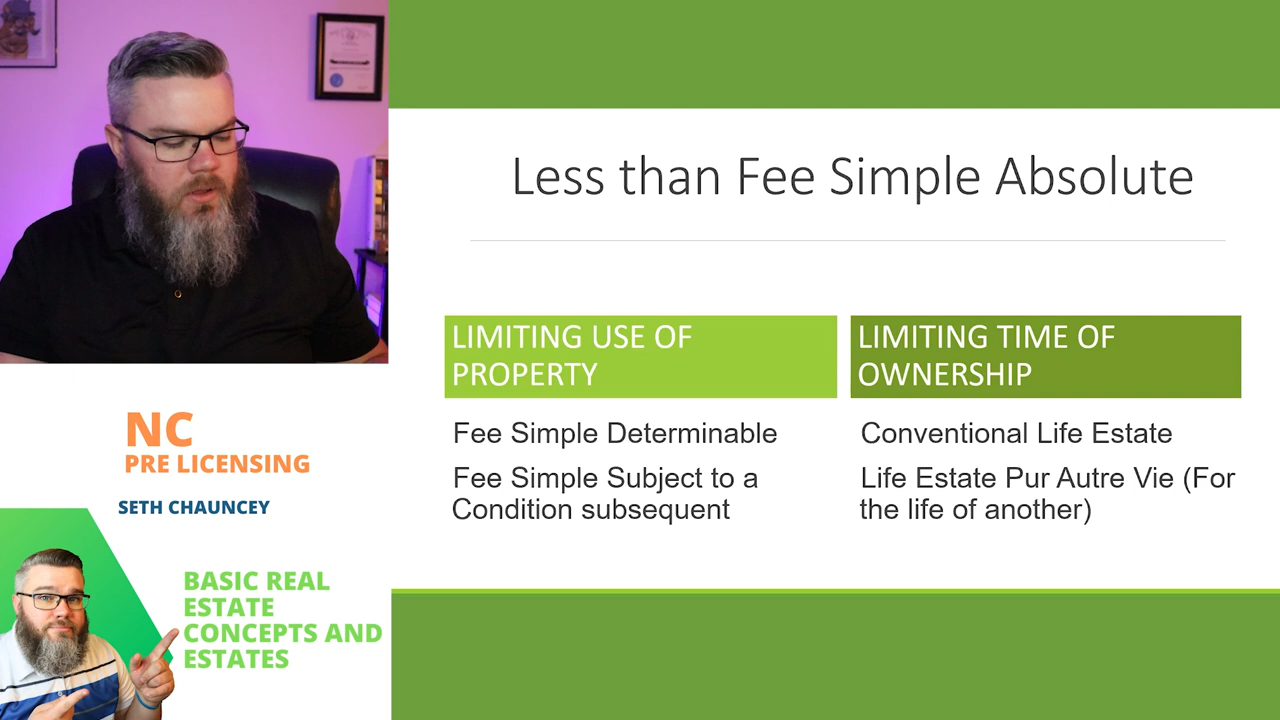 Less than Fee Simple Absolute
LIMITING USE OF
PROPERTY
Fee Simple Determinable
Fee Simple Subject to a
Condition subsequent
LIMITING TIME OF
OWNERSHIP
Conventional Life Estate
Life Estate Pur Autre Vie (For
the life of another)
NC
PRE LICENSING
SETH CHAUNCEY
BASIC REAL
ESTATE
CONCEPTS AND
ESTATES